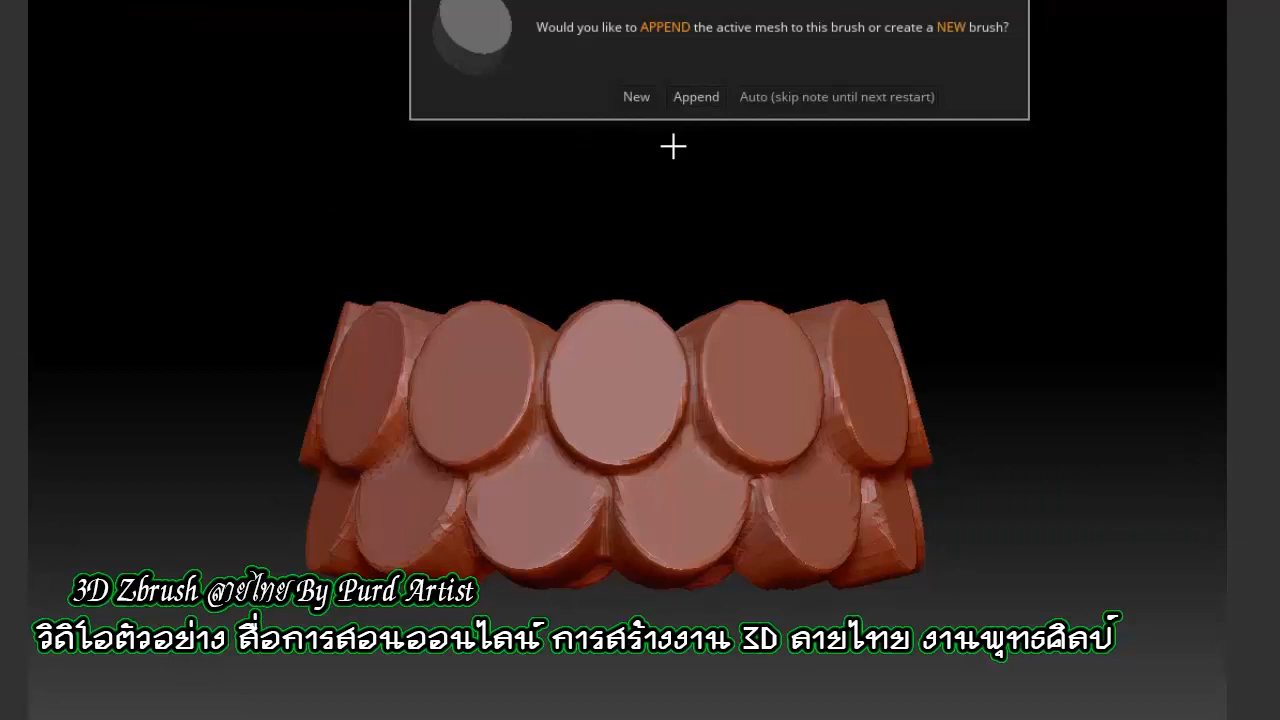 Would you like to APPEND the active mesh to this brush or create a NEW brush?
New Append Auto (skip note until next restart)
3D Zbrush ลายไทย By Purd Artist
วิดีโอตัวอย่าง สื่อการสอนออนไลน์ การสร้างงาน 3D ลายไทย งานพุทธศิลป์